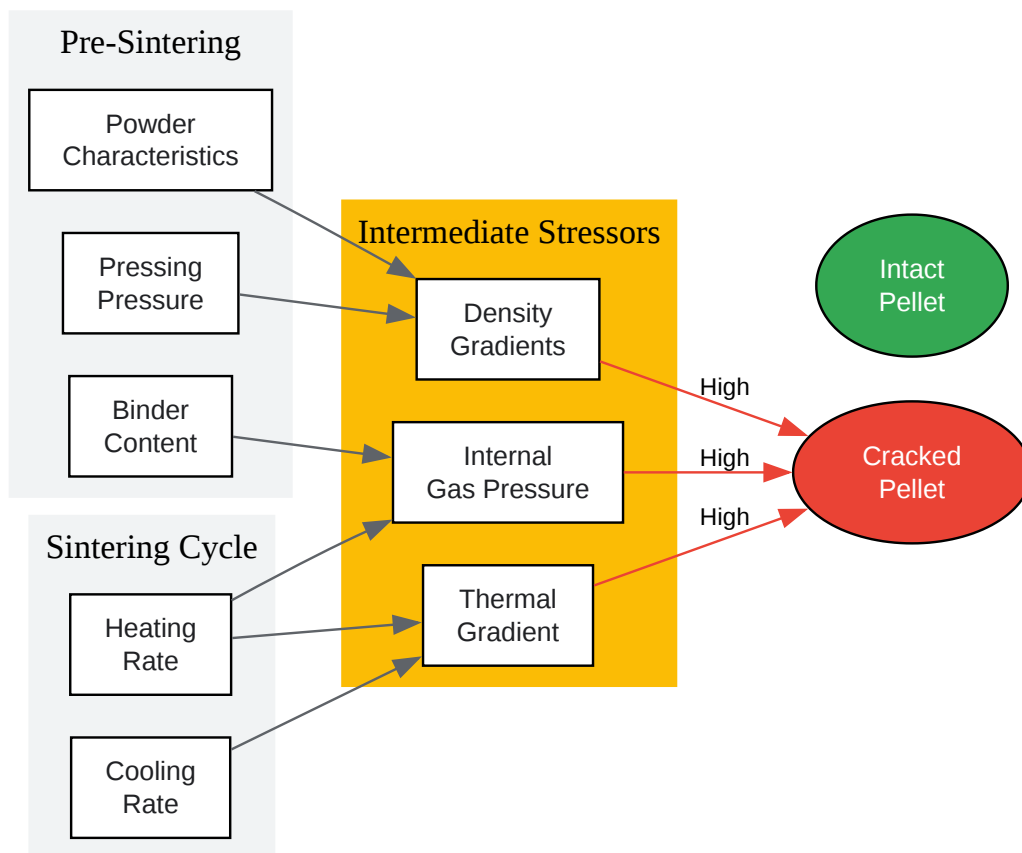 Pre-Sintering
Powder
Characteristics
Pressing
Pressure
Binder
Content
Sintering Cycle
Heating
Rate
Cooling
Rate
Intermediate Stressors
Density
Gradients
Internal
Gas Pressure
Thermal
Gradient
High
High
High
Intact
Pellet
Cracked
Pellet